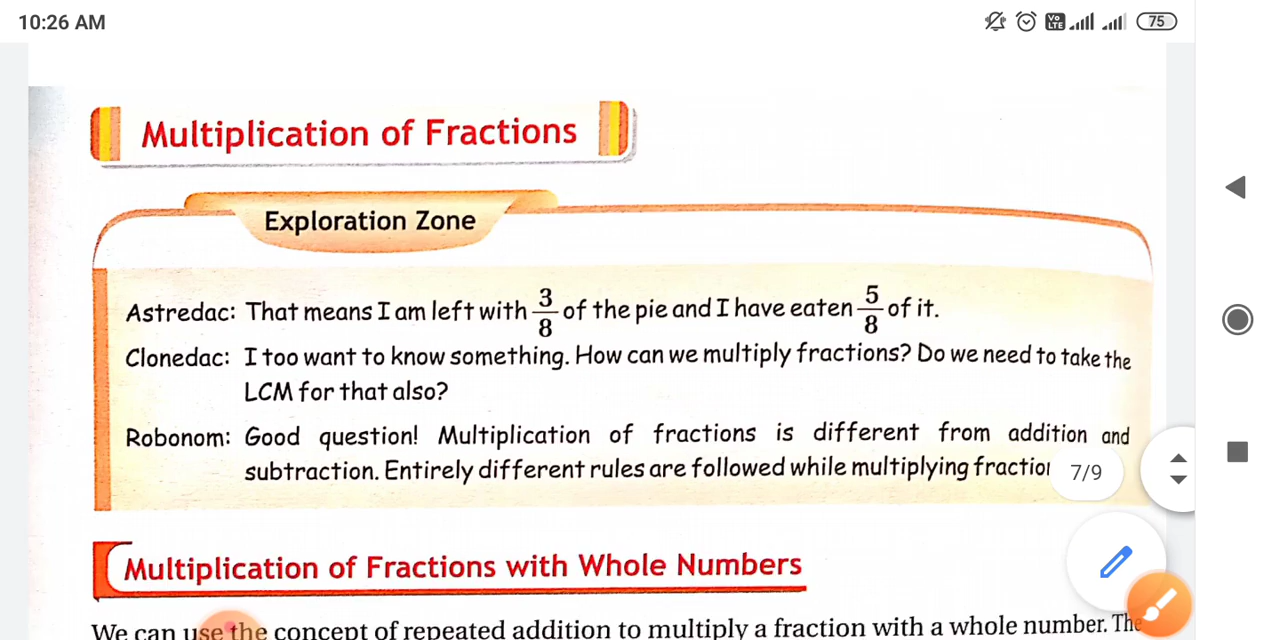 10:26 AM
Vo LTE 75
Multiplication of Fractions
Exploration Zone
Astredac: That means I am left with 3/8 of the pie and I have eaten 5/8 of it.
Clonedac: I too want to know something. How can we multiply fractions? Do we need to take the
LCM for that also?
Robonom: Good question! Multiplication of fractions is different from addition and
subtraction. Entirely different rules are followed while multiplying
7/9
Multiplication of Fractions with Whole Numbers
We can use the concept of repeated addition to multiply a fraction with a whole number. The